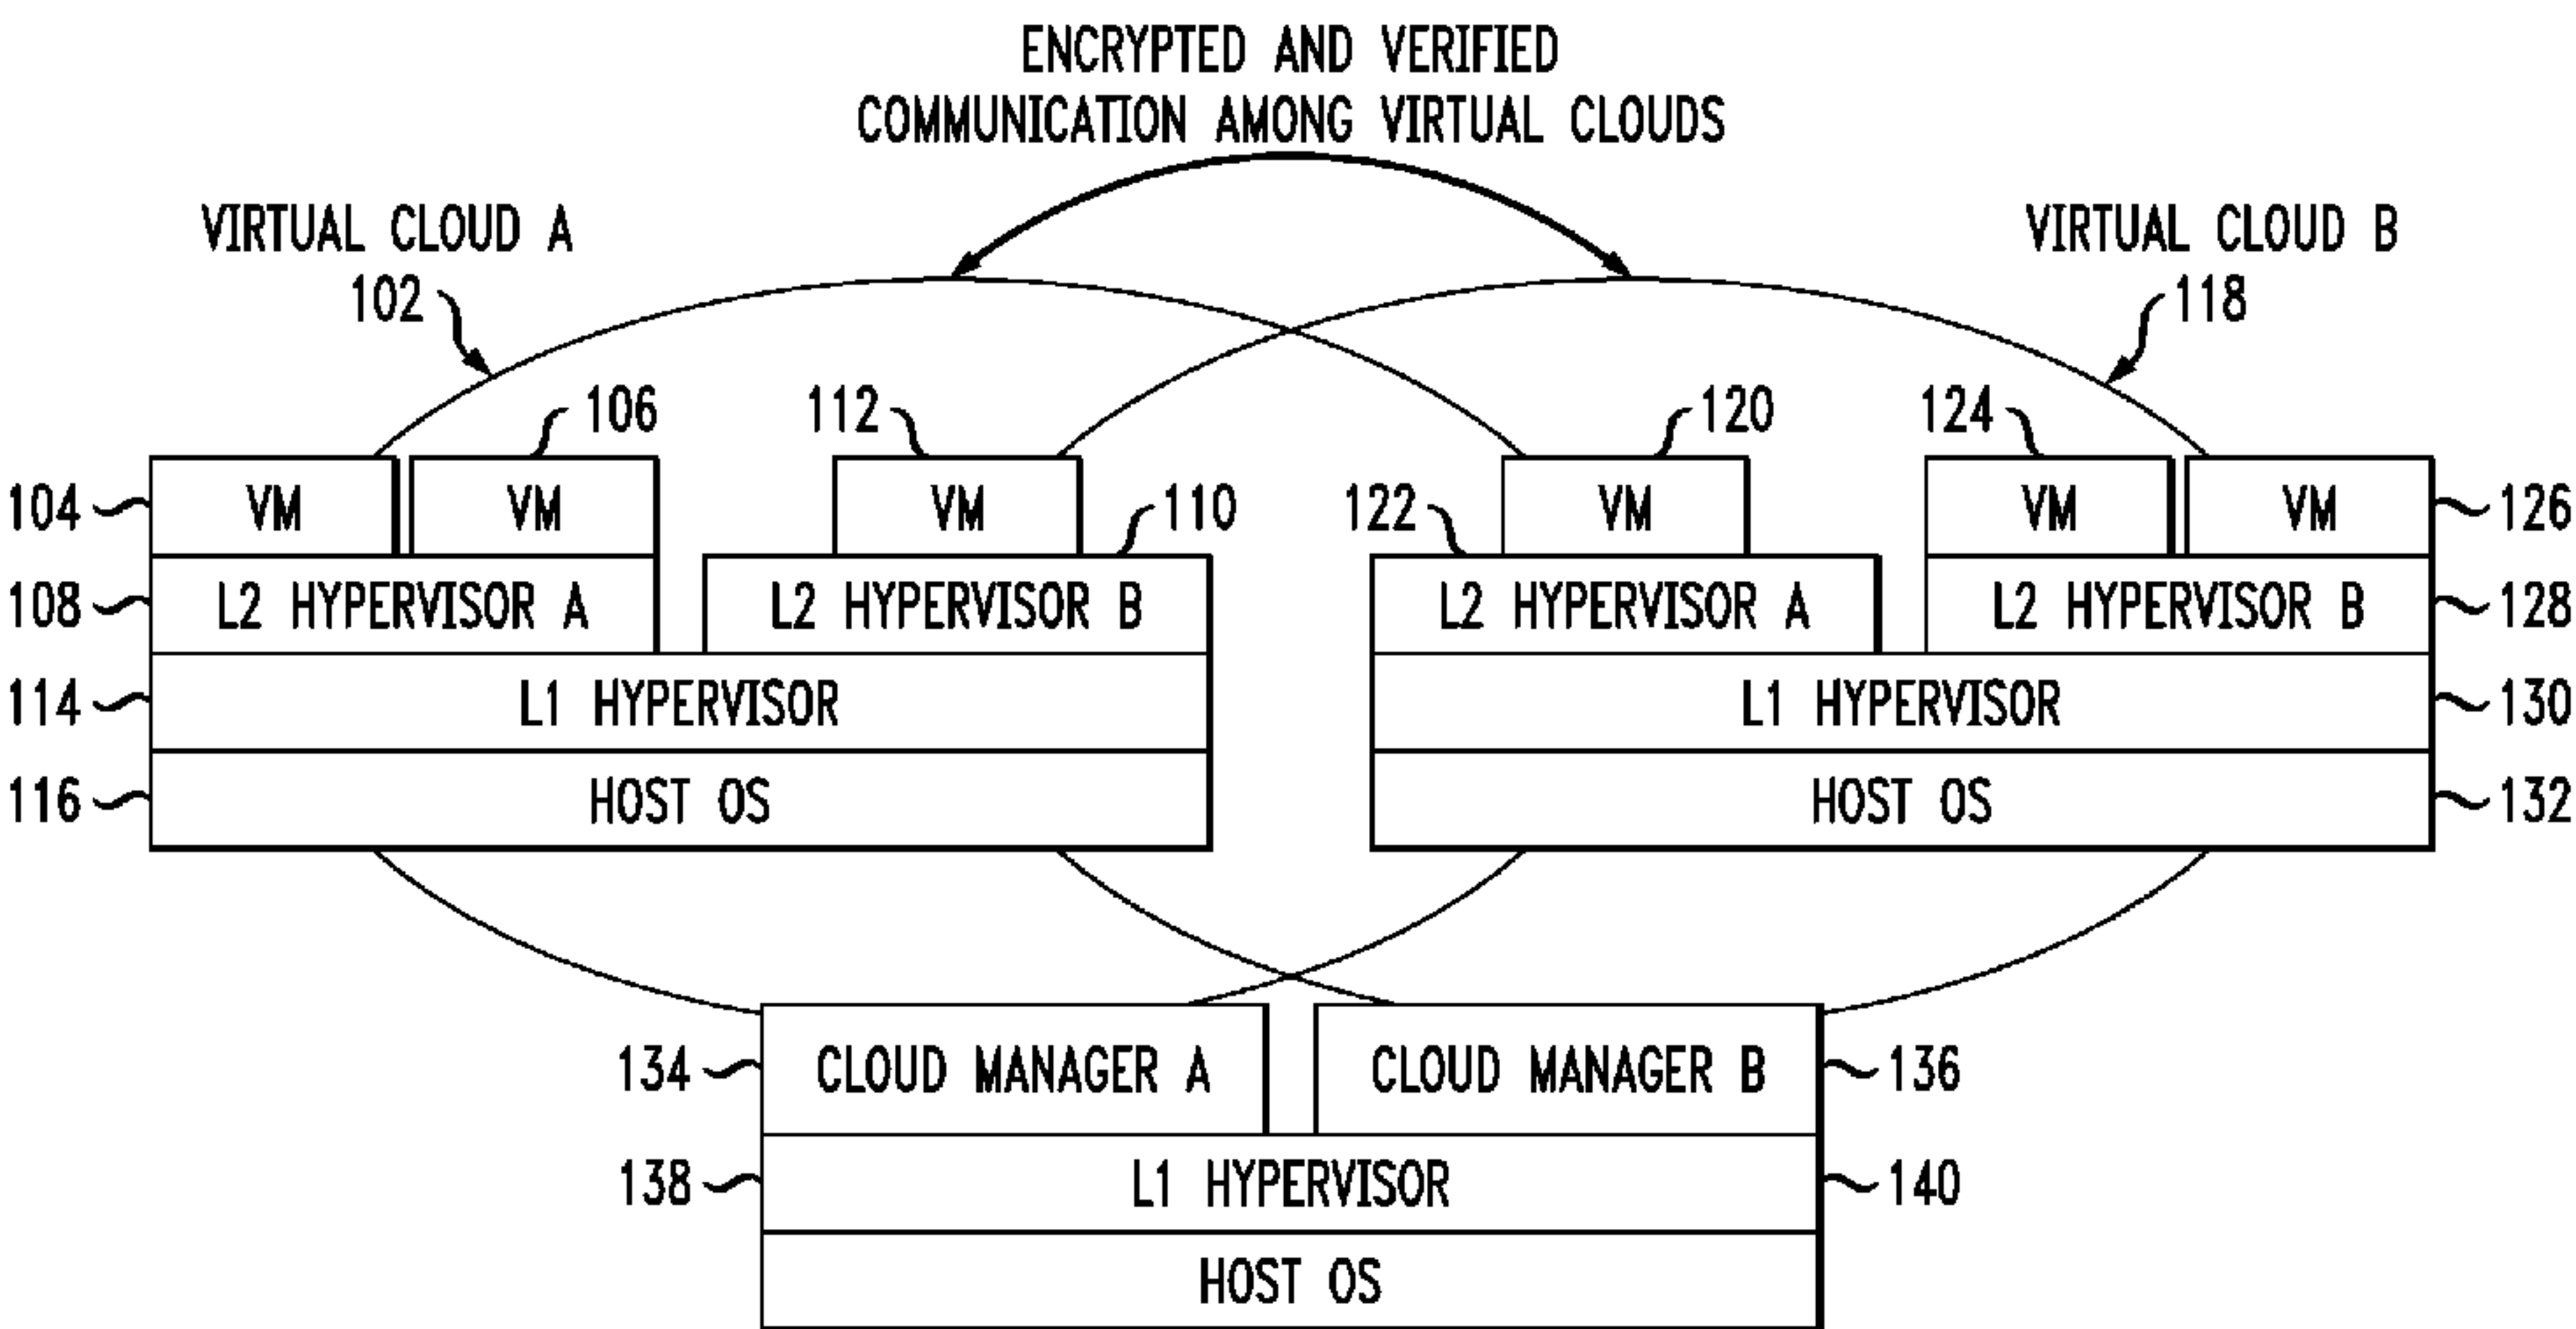 ENCRYPTED AND VERIFIED
COMMUNICATION AMONG VIRTUAL CLOUDS
VIRTUAL CLOUD A
102
VIRTUAL CLOUD B
118
106
112
120
124
104
VM
VM
VM
110
122
VM
VM
VM
126
108
L2 HYPERVISOR A
L2 HYPERVISOR B
L2 HYPERVISOR A
L2 HYPERVISOR B
128
114
L1 HYPERVISOR
L1 HYPERVISOR
130
116
HOST OS
HOST OS
132
134
CLOUD MANAGER A
CLOUD MANAGER B
136
138
L1 HYPERVISOR
140
HOST OS